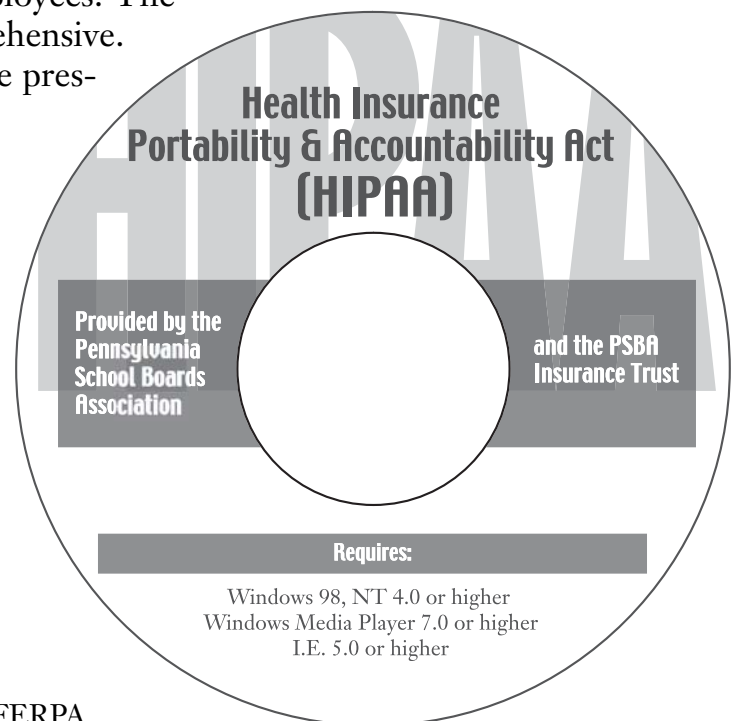 ployees. The
ehensive.
e pres-
HIPAA
Health Insurance
Portability & Accountability Act
(HIPAA)
Provided by the
Pennsylvania
School Boards
Association
and the PSBA
Insurance Trust
Requires:
Windows 98, NT 4.0 or higher
Windows Media Player 7.0 or higher
I.E. 5.0 or higher
FERPA